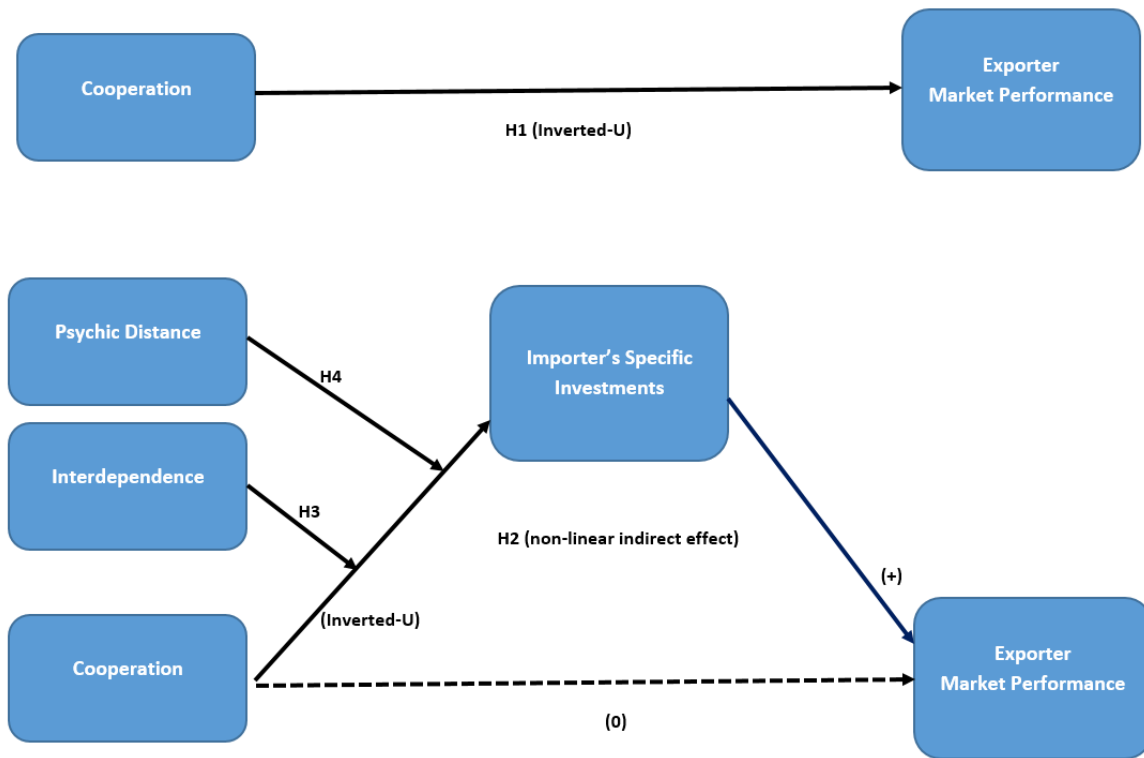 Cooperation
Exporter
Market Performance
H1 (Inverted-U)
Psychic Distance
H4
Importer’s Specific
Investments
Interdependence
H3
H2 (non-linear indirect effect)
(+)
(Inverted-U)
Cooperation
Exporter
Market Performance
(0)